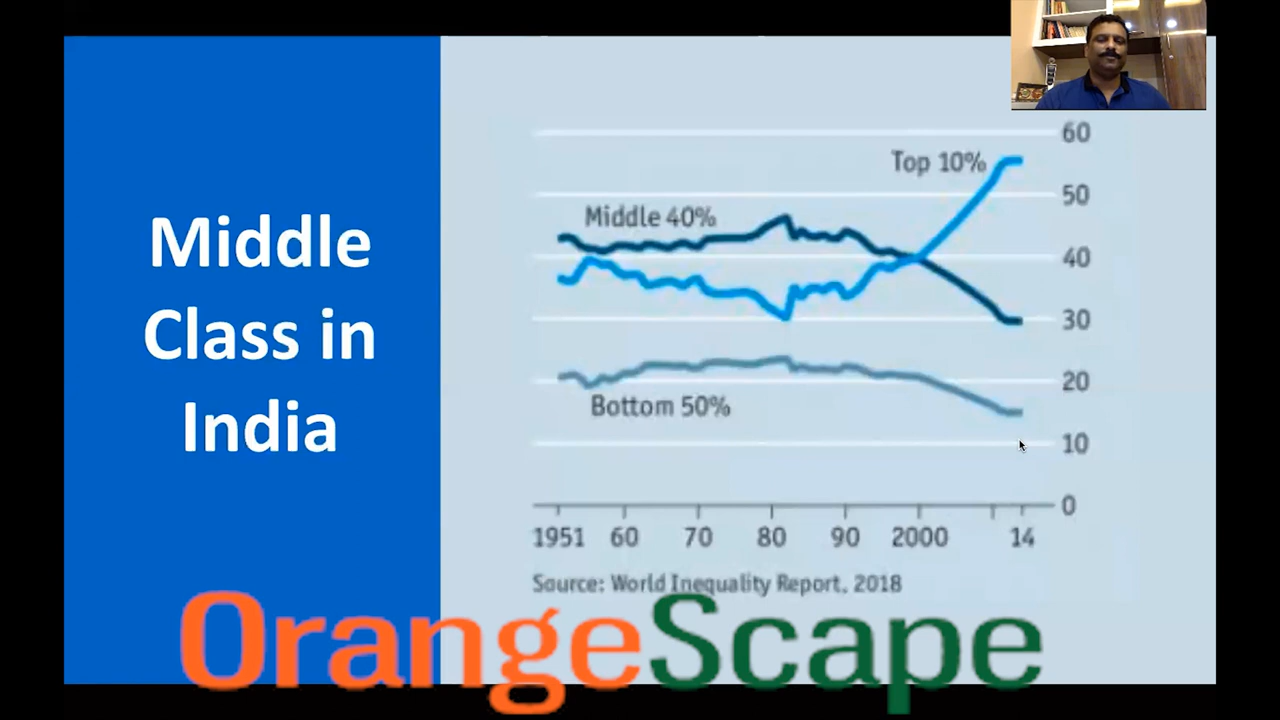 Middle
Class in
India
60
Top 10%
50
Middle 40%
40
30
20
Bottom 50%
10
0
1951 60 70 80 90 2000 14
Source: World Inequality Report, 2018
OrangeScape